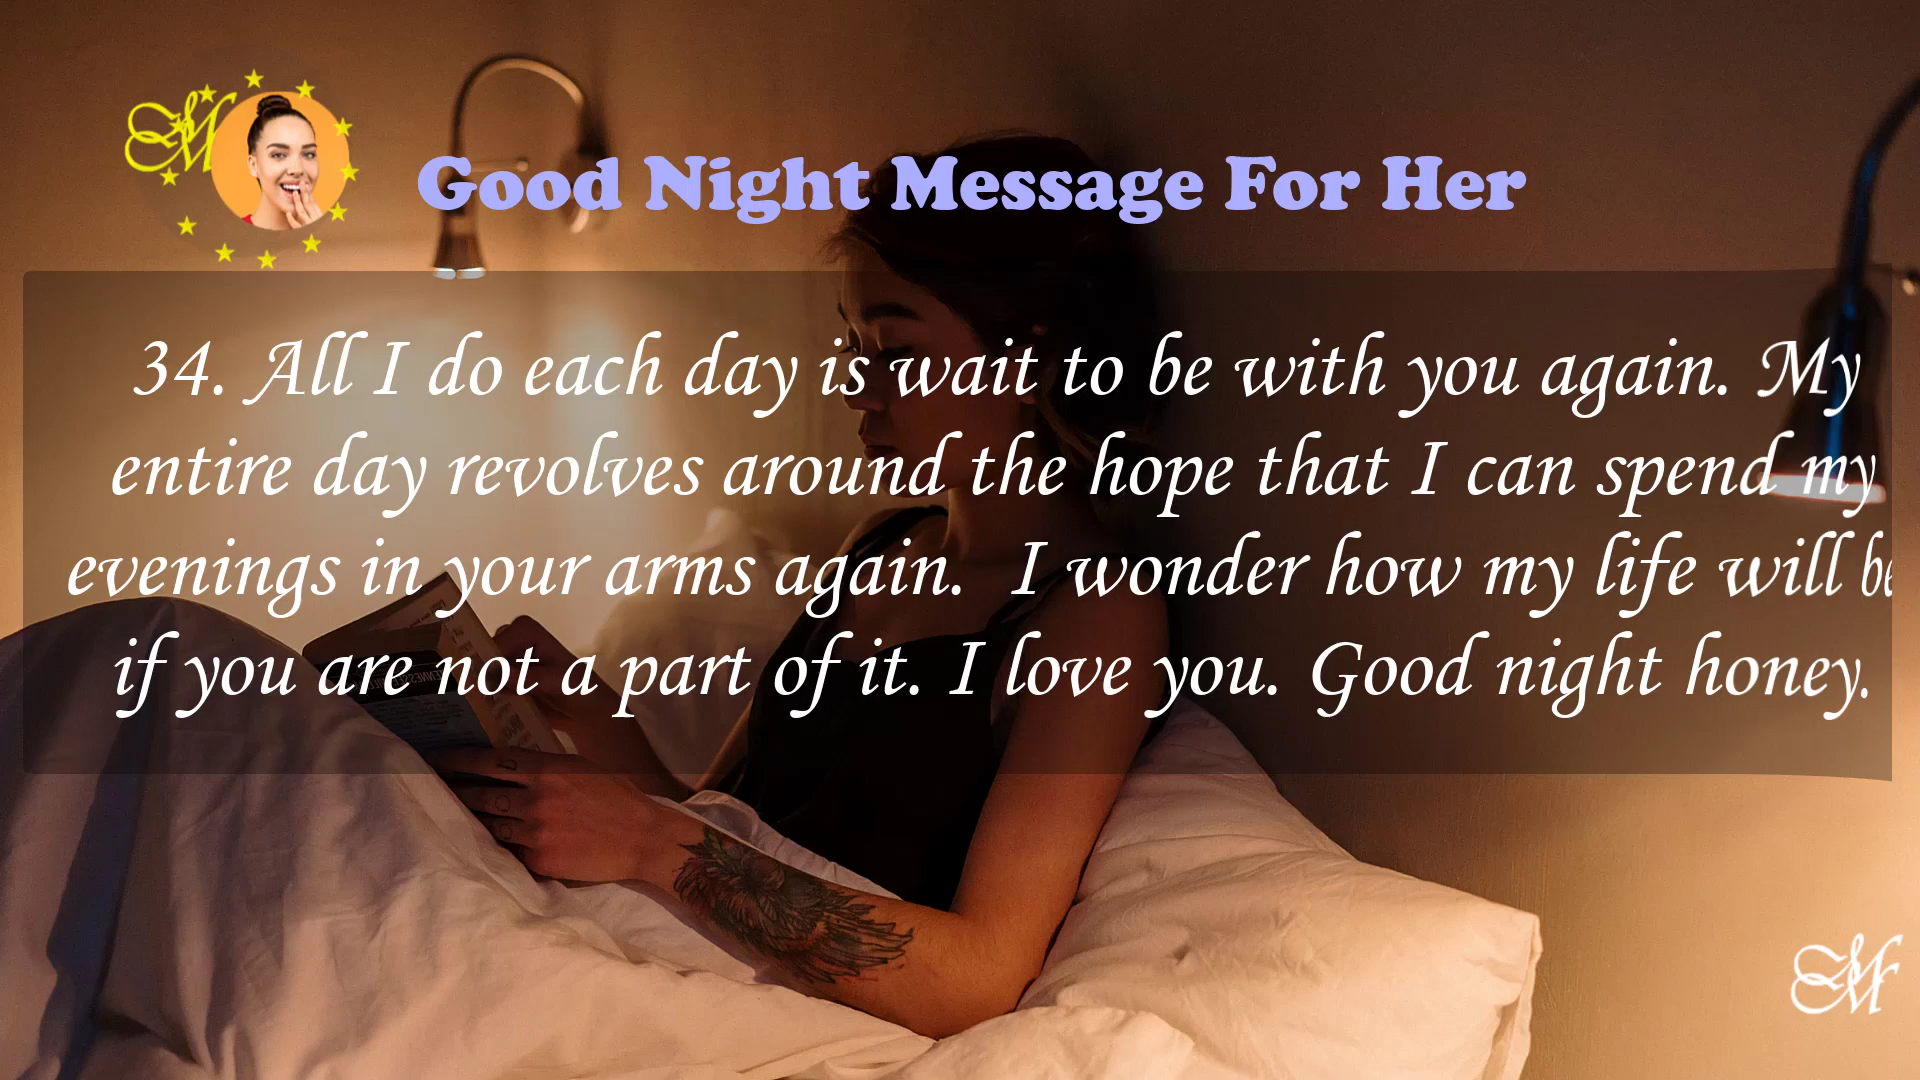 Good Night Message For Her
34. All I do each day is wait to be with you again. My
entire day revolves around the hope that I can spend my
evenings in your arms again. I wonder how my life will be
if you are not a part of it. I love you. Good night honey.